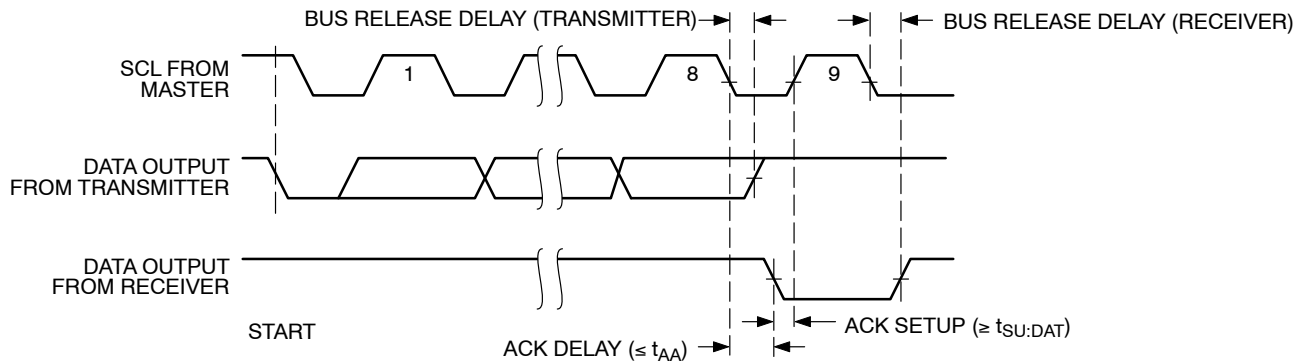 BUS RELEASE DELAY (TRANSMITTER)
BUS RELEASE DELAY (RECEIVER)
SCL FROM
MASTER
1
8
9
DATA OUTPUT
FROM TRANSMITTER
DATA OUTPUT
FROM RECEIVER
START
ACK SETUP (≥ tSU:DAT)
ACK DELAY (≤ tAA)